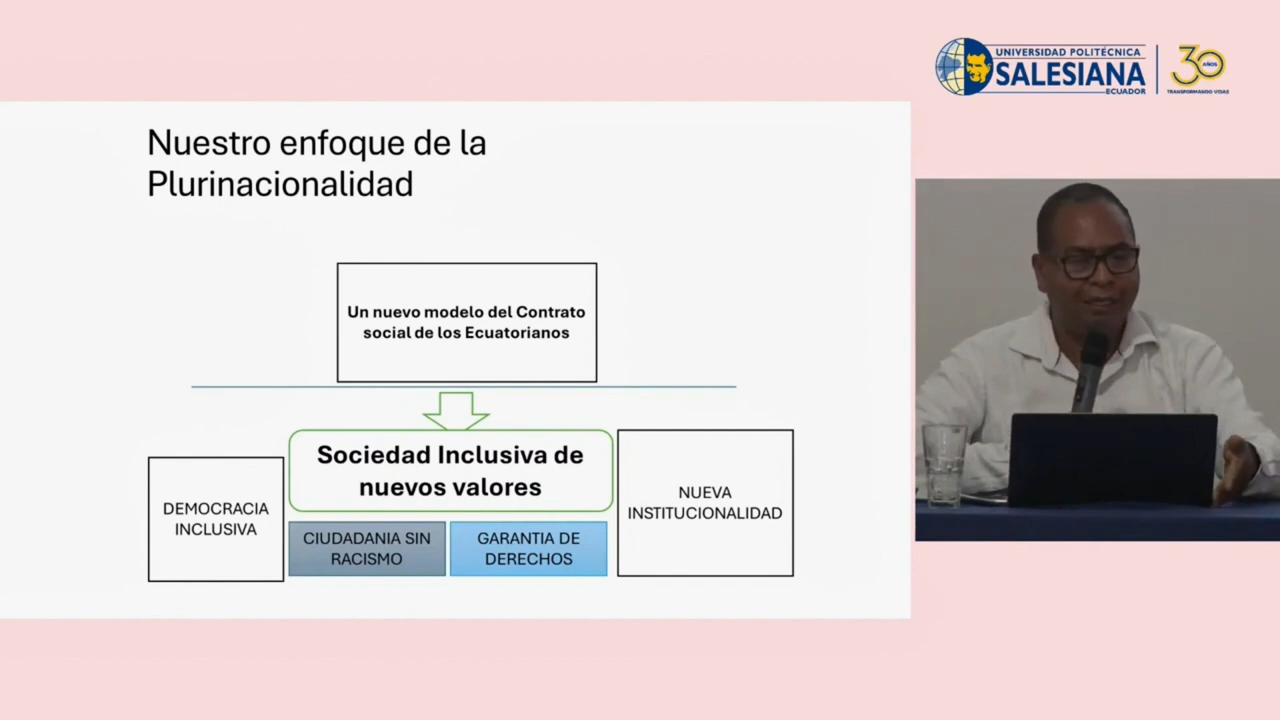 UNIVERSIDAD POLITÉCNICA
SALESIANA
ECUADOR
30
AÑOS
TRANSFORMANDO VIDAS
Nuestro enfoque de la
Plurinacionalidad
Un nuevo modelo del Contrato
social de los Ecuatorianos
Sociedad Inclusiva de
nuevos valores
DEMOCRACIA
INCLUSIVA
CIUDADANIA SIN
RACISMO
GARANTIA DE
DERECHOS
NUEVA
INSTITUCIONALIDAD